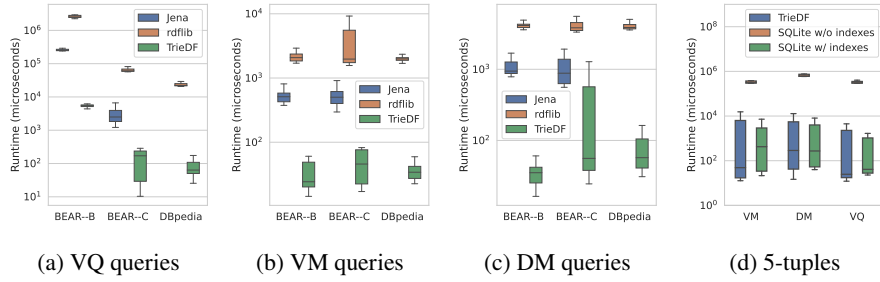 Runtime (microseconds)
10⁶
10⁵
10⁴
10³
10²
10¹
Jena
rdflib
TrieDF
BEAR--B
BEAR--C
DBpedia
(a) VQ queries
Runtime (microseconds)
10⁴
10³
10²
Jena
rdflib
TrieDF
BEAR--B
BEAR--C
DBpedia
(b) VM queries
Runtime (microseconds)
10³
10²
Jena
rdflib
TrieDF
BEAR--B
BEAR--C
DBpedia
(c) DM queries
Runtime (microseconds)
10⁸
10⁶
10⁴
10²
10⁰
TrieDF
SQLite w/o indexes
SQLite w/ indexes
VM
DM
VQ
(d) 5-tuples